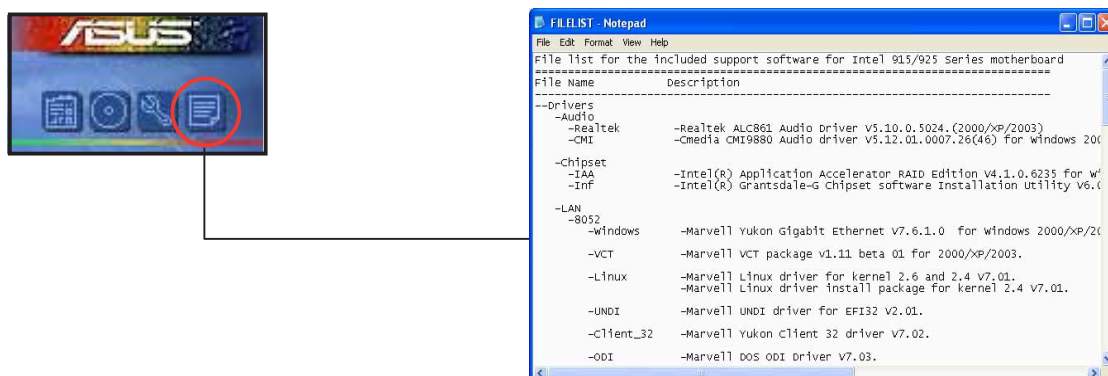 ASUS
FILELIST - Notepad
File Edit Format View Help
File list for the included support software for Intel 915/925 Series motherboard
================================================================================
File Name Description
--------------------------------------------------------------------------------
--Drivers
-Audio
-Realtek -Realtek ALC861 Audio Driver V5.10.0.5024.(2000/XP/2003)
-CMI -Cmedia CMI9880 Audio driver V5.12.01.0007.26(46) for Windows 200
-Chipset
-IAA -Intel(R) Application Accelerator RAID Edition V4.1.0.6235 for
-Inf -Intel(R) Grantsdale-G Chipset software Installation Utility V6.
-LAN
-8052
-Windows -Marvell Yukon Gigabit Ethernet V7.6.1.0 for Windows 2000/XP/20
-VCT -Marvell VCT package v1.11 beta 01 for 2000/XP/2003.
-Linux -Marvell Linux driver for kernel 2.6 and 2.4 V7.01.
-Marvell Linux driver install package for kernel 2.4 V7.01.
-UNDI -Marvell UNDI driver for EFI32 V2.01.
-Client_32 -Marvell Yukon Client 32 driver V7.02.
-ODI -Marvell DOS ODI Driver V7.03.